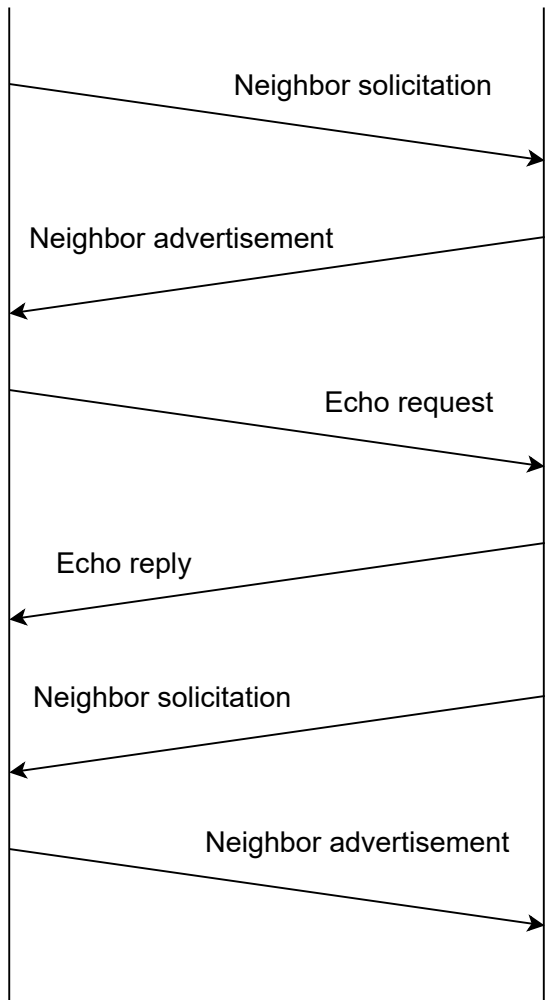 Neighbor solicitation
Neighbor advertisement
Echo request
Echo reply
Neighbor solicitation
Neighbor advertisement